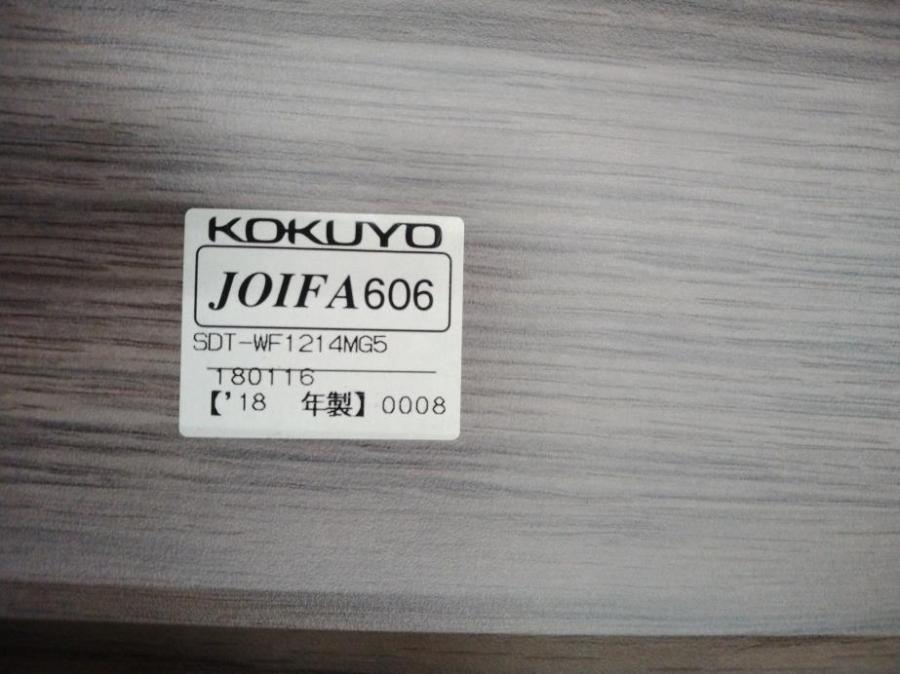 KOKUYO
JOIFA606
SDT-WF1214MG5
180116
【'18 年製】0008